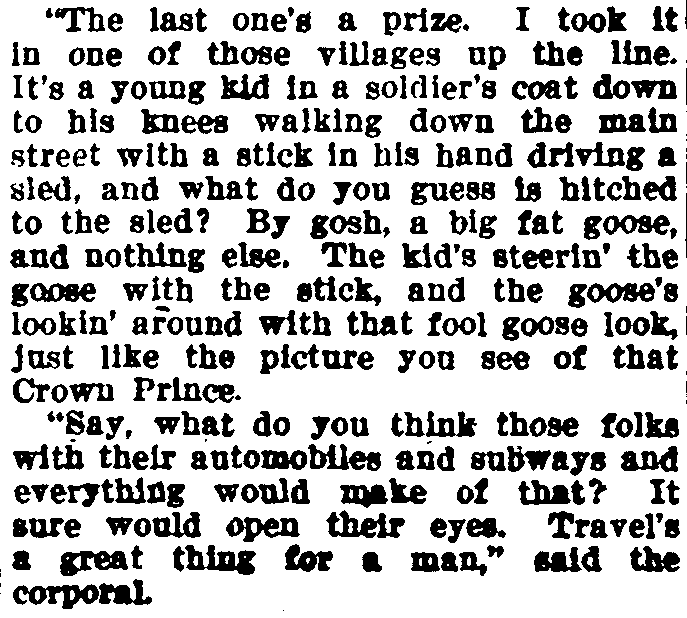 "The last one's a prize. I took it
in one of those villages up the line.
It's a young kid in a soldier's coat down
to his knees walking down the main
street with a stick in his hand driving a
sled, and what do you guess is hitched
to the sled? By gosh, a big fat goose,
and nothing else. The kid's steerin' the
goose with the stick, and the goose's
lookin' around with that fool goose look,
just like the picture you see of that
Crown Prince.
"Say, what do you think those folks
with their automobiles and subways and
everything would make of that? It
sure would open their eyes. Travel's
a great thing for a man," said the
corporal.